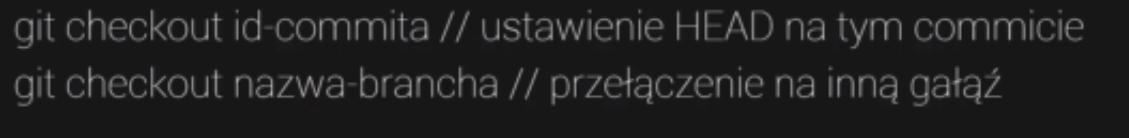 git checkout id-commita // ustawienie HEAD na tym commicie
git checkout nazwa-brancha // przełączenie na inną gałąź